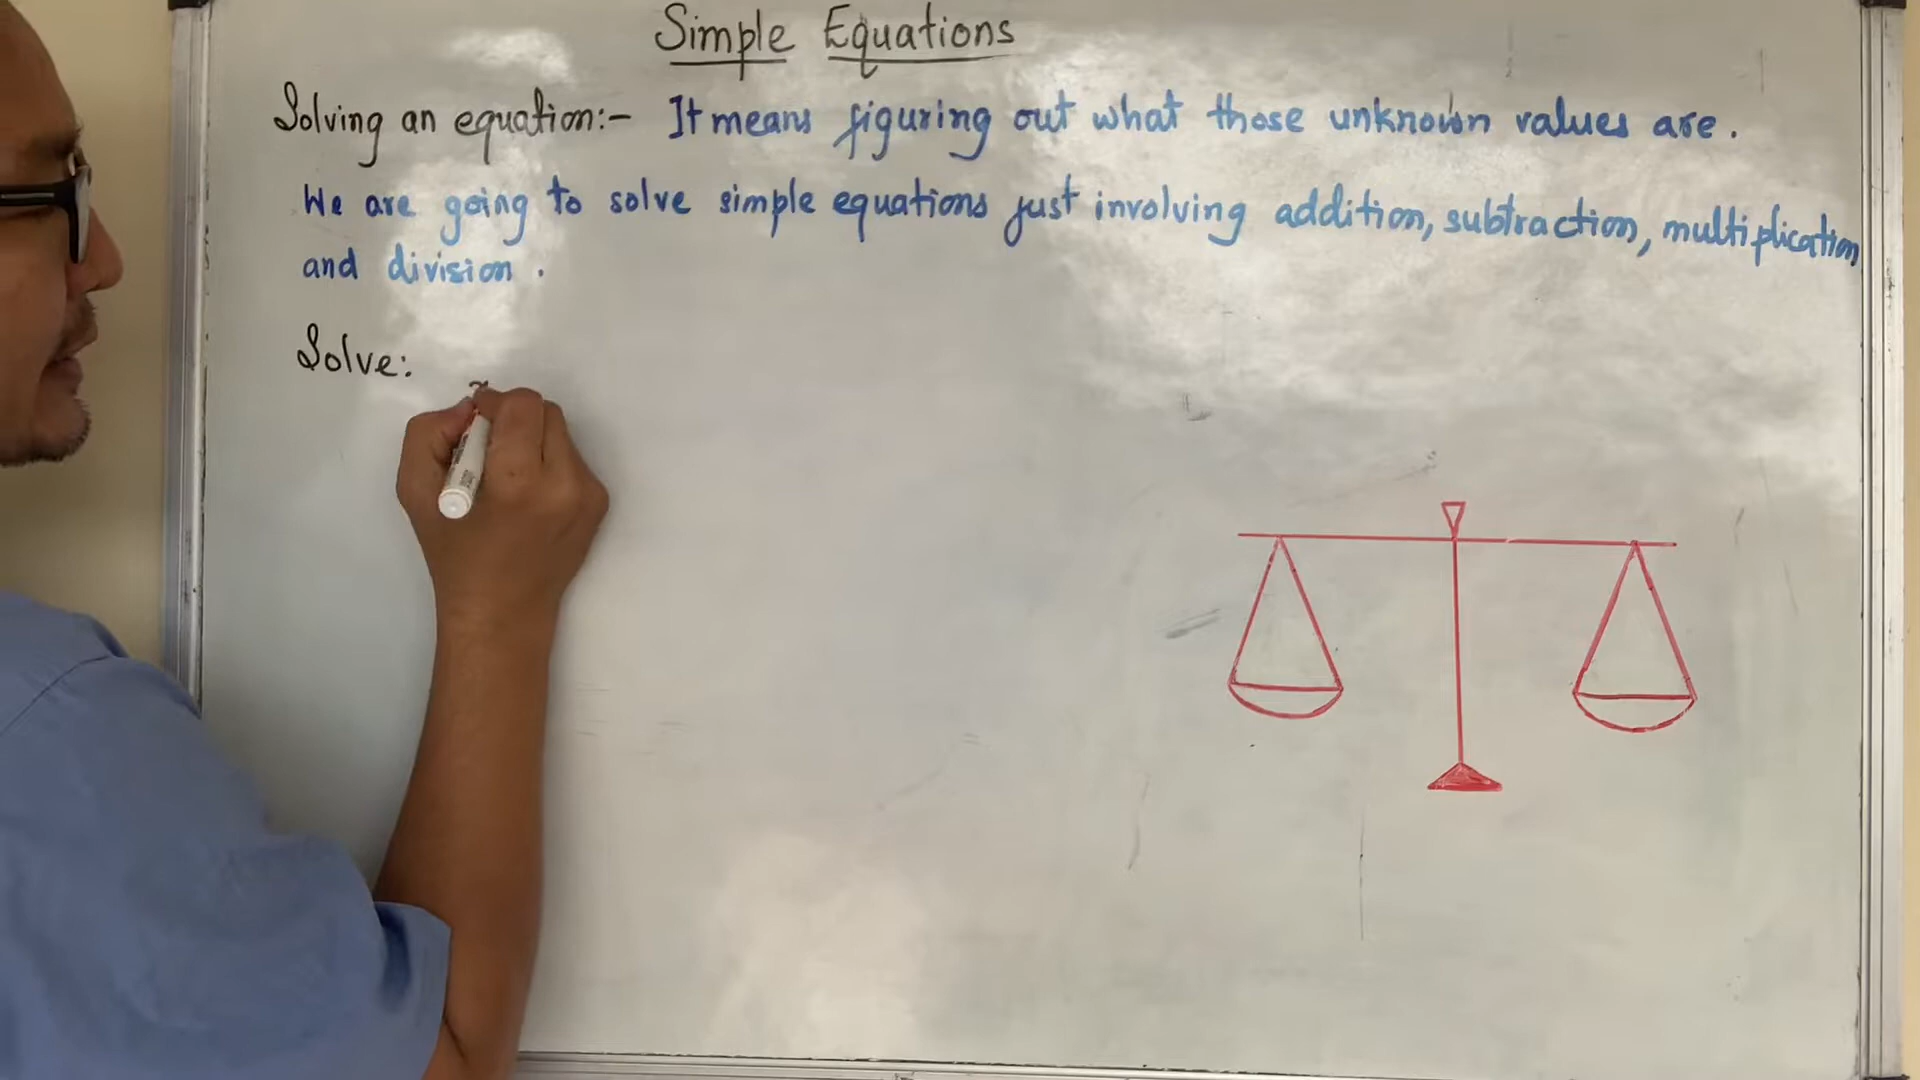 Simple Equations
Solving an equation:- It means figuring out what those unknown values are.
We are going to solve simple equations just involving addition, subtraction, multiplication
and division.
Solve: